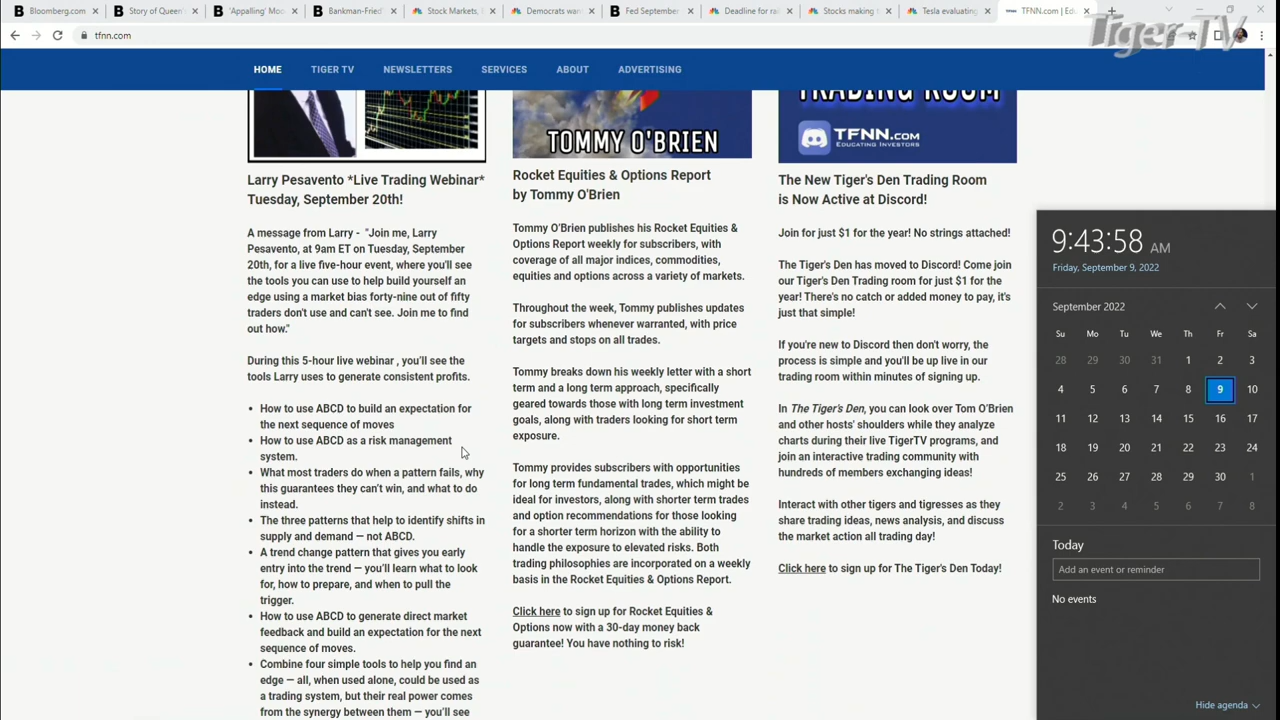 Bloomberg.com
Story of Queen'
'Appalling' Moo
Bankman-Fried'
Stock Markets,
Democrats wan
Fed September
Deadline for rai
Stocks making t
Tesla evaluating
TFNN.com | Edu
tfnn.com
Tiger-TV
HOME
TIGER TV
NEWSLETTERS
SERVICES
ABOUT
ADVERTISING
Larry Pesavento *Live Trading Webinar*
Tuesday, September 20th!
A message from Larry - "Join me, Larry
Pesavento, at 9am ET on Tuesday, September
20th, for a live five-hour event, where you'll see
the tools you can use to help build yourself an
edge using a market bias forty-nine out of fifty
traders don't use and can't see. Join me to find
out how."
During this 5-hour live webinar , you'll see the
tools Larry uses to generate consistent profits.
• How to use ABCD to build an expectation for
the next sequence of moves
• How to use ABCD as a risk management
system.
• What most traders do when a pattern fails, why
this guarantees they can't win, and what to do
instead.
• The three patterns that help to identify shifts in
supply and demand — not ABCD.
• A trend change pattern that gives you early
entry into the trend — you'll learn what to look
for, how to prepare, and when to pull the
trigger.
• How to use ABCD to generate direct market
feedback and build an expectation for the next
sequence of moves.
• Combine four simple tools to help you find an
edge — all, when used alone, could be used as
a trading system, but their real power comes
from the synergy between them — you'll see
TOMMY O'BRIEN
Rocket Equities & Options Report
by Tommy O'Brien
Tommy O'Brien publishes his Rocket Equities &
Options Report weekly for subscribers, with
coverage of all major indices, commodities,
equities and options across a variety of markets.
Throughout the week, Tommy publishes updates
for subscribers whenever warranted, with price
targets and stops on all trades.
Tommy breaks down his weekly letter with a short
term and a long term approach, specifically
geared towards those with long term investment
goals, along with traders looking for short term
exposure.
Tommy provides subscribers with opportunities
for long term fundamental trades, which might be
ideal for investors, along with shorter term trades
and option recommendations for those looking
for a shorter term horizon with the ability to
handle the exposure to elevated risks. Both
trading philosophies are incorporated on a weekly
basis in the Rocket Equities & Options Report.
Click here to sign up for Rocket Equities &
Options now with a 30-day money back
guarantee! You have nothing to risk!
TRADING ROOM
TFNN.com
EDUCATING INVESTORS
The New Tiger's Den Trading Room
is Now Active at Discord!
Join for just $1 for the year! No strings attached!
The Tiger's Den has moved to Discord! Come join
our Tiger's Den Trading room for just $1 for the
year! There's no catch or added money to pay, it's
just that simple!
If you're new to Discord then don't worry, the
process is simple and you'll be up live in our
trading room within minutes of signing up.
In The Tiger's Den, you can look over Tom O'Brien
and other hosts' shoulders while they analyze
charts during their live TigerTV programs, and
join an interactive trading community with
hundreds of members exchanging ideas!
Interact with other tigers and tigresses as they
share trading ideas, news analysis, and discuss
the market action all trading day!
Click here to sign up for The Tiger's Den Today!
9:43:58 AM
Friday, September 9, 2022
September 2022
Su Mo Tu We Th Fr Sa
28 29 30 31 1 2 3
4 5 6 7 8 9 10
11 12 13 14 15 16 17
18 19 20 21 22 23 24
25 26 27 28 29 30 1
2 3 4 5 6 7 8
Today
Add an event or reminder
No events
Hide agenda